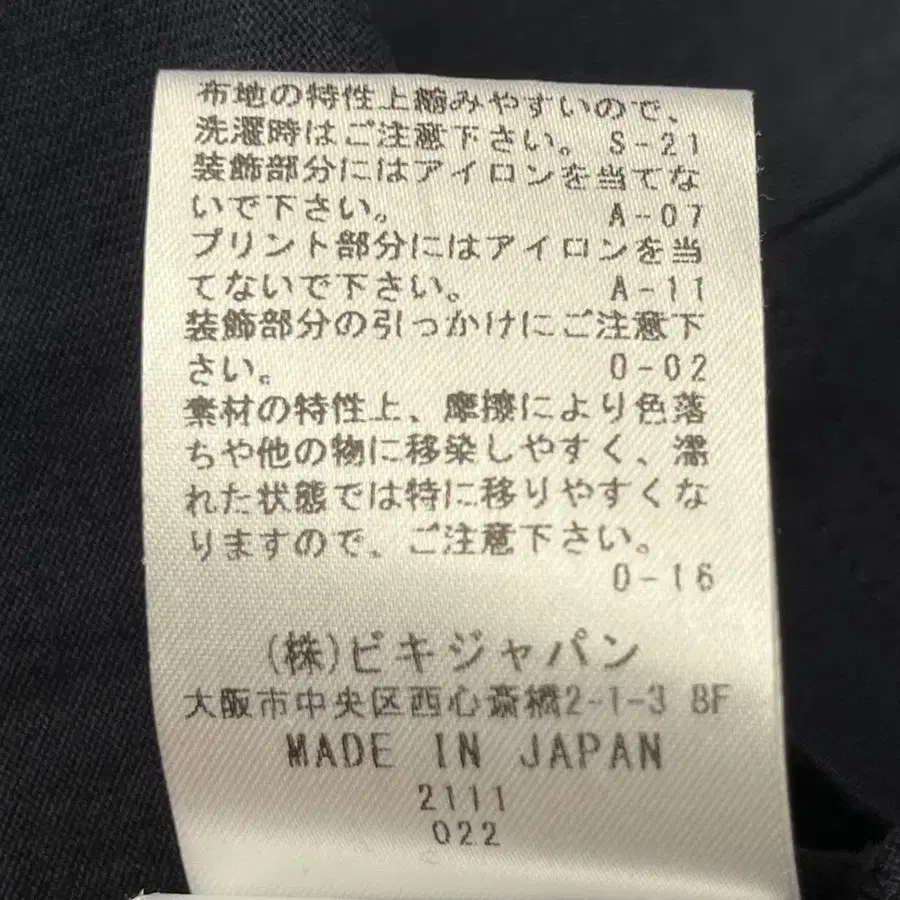 布地の特性上縮みやすいので、
洗濯時はご注意下さい。 S-21
装飾部分にはアイロンを当てな
いで下さい。 A-07
プリント部分にはアイロンを当
てないで下さい。 A-11
装飾部分の引っかけにご注意下
さい。 O-02
素材の特性上、摩擦により色落
ちや他の物に移染しやすく、濡
れた状態では特に移りやすくな
りますので、ご注意下さい。
O-16
(株)ビキジャパン
大阪市中央区西心斎橋2-1-3 8F
MADE IN JAPAN
2111
022